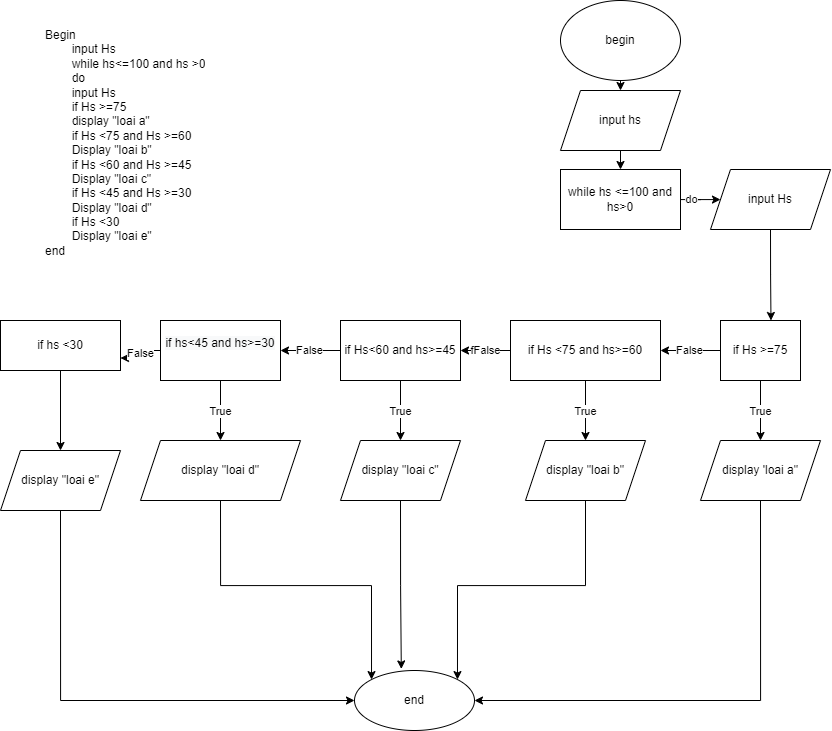 Begin
input Hs
while hs<=100 and hs >0
do
input Hs
if Hs >=75
display "loai a"
if Hs <75 and Hs >=60
Display "loai b"
if Hs <60 and Hs >=45
Display "loai c"
if Hs <45 and Hs >=30
Display "loai d"
if Hs <30
Display "loai e"
end
begin
input hs
while hs <=100 and
hs>0
do
input Hs
if hs <30
False
if hs<45 and hs>=30
False
if Hs<60 and hs>=45
fFalse
if Hs <75 and hs>=60
False
if Hs >=75
True
True
True
True
display "loai e"
display "loai d"
display "loai c"
display "loai b"
display 'loai a"
end